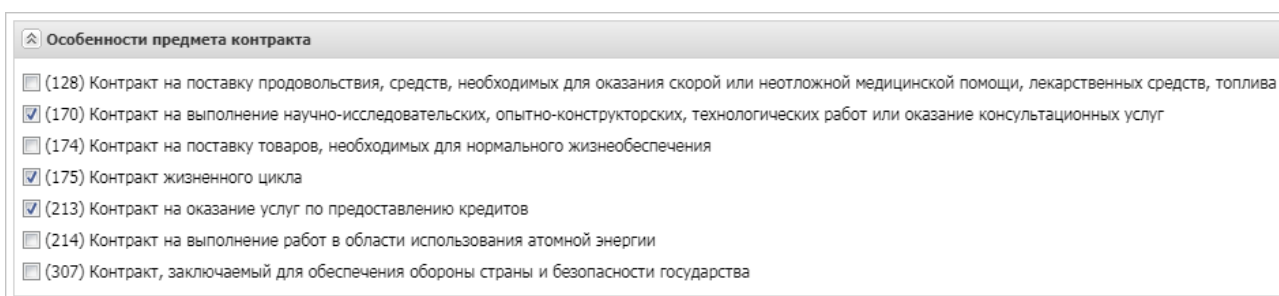 Особенности предмета контракта
(128) Контракт на поставку продовольствия, средств, необходимых для оказания скорой или неотложной медицинской помощи, лекарственных средств, топлива
(170) Контракт на выполнение научно-исследовательских, опытно-конструкторских, технологических работ или оказание консультационных услуг
(174) Контракт на поставку товаров, необходимых для нормального жизнеобеспечения
(175) Контракт жизненного цикла
(213) Контракт на оказание услуг по предоставлению кредитов
(214) Контракт на выполнение работ в области использования атомной энергии
(307) Контракт, заключаемый для обеспечения обороны страны и безопасности государства